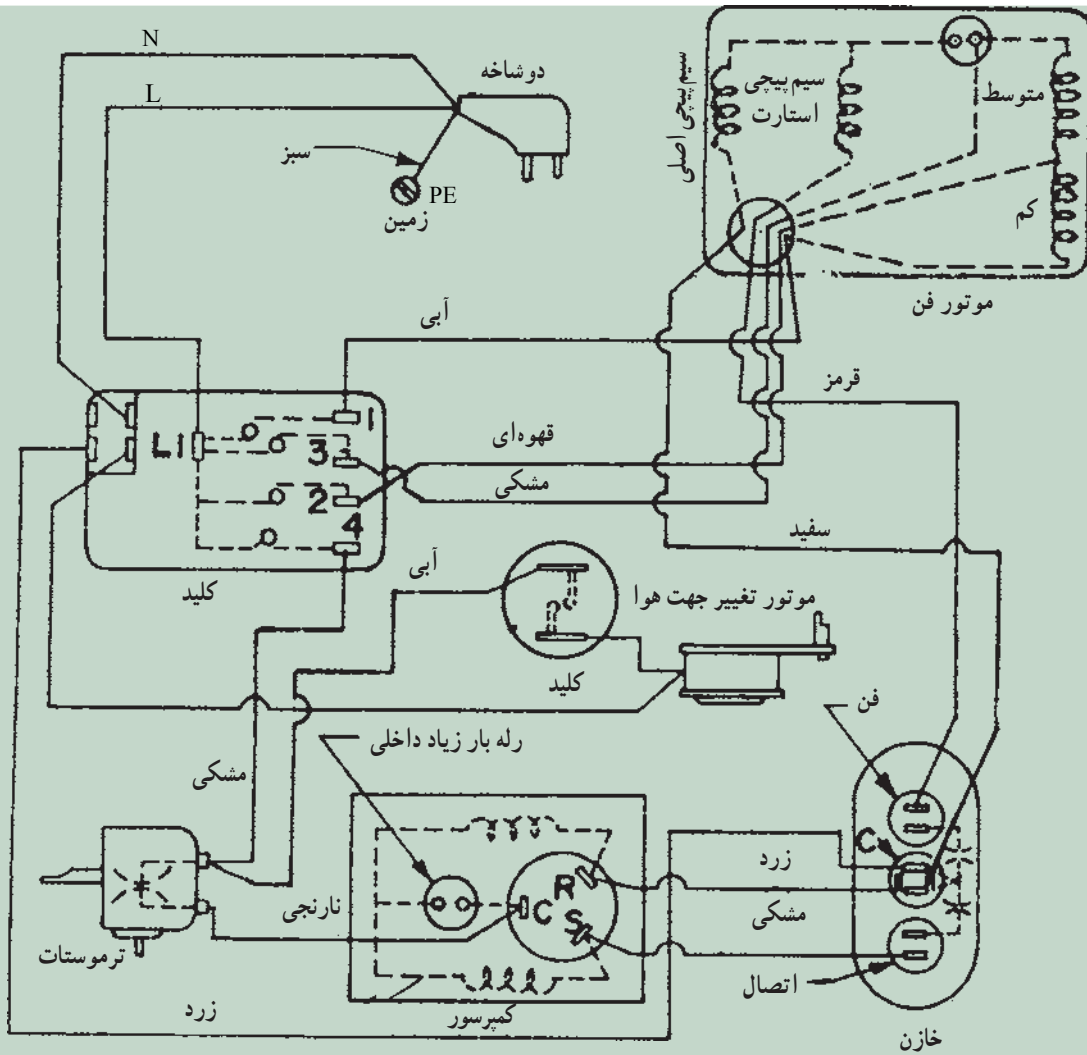 N
دوشاخه
L
سبز
PE
زمین
سیم‌پیچی اصلی
سیم‌پیچی
استارت
متوسط
کم
موتور فن
آبی
قرمز
L1
1
3
2
4
قهوه‌ای
مشکی
سفید
کلید
آبی
موتور تغییر جهت هوا
کلید
فن
رله بار زیاد داخلی
مشکی
C
زرد
R
C
S
نارنجی
مشکی
ترموستات
اتصال
زرد
کمپرسور
خازن